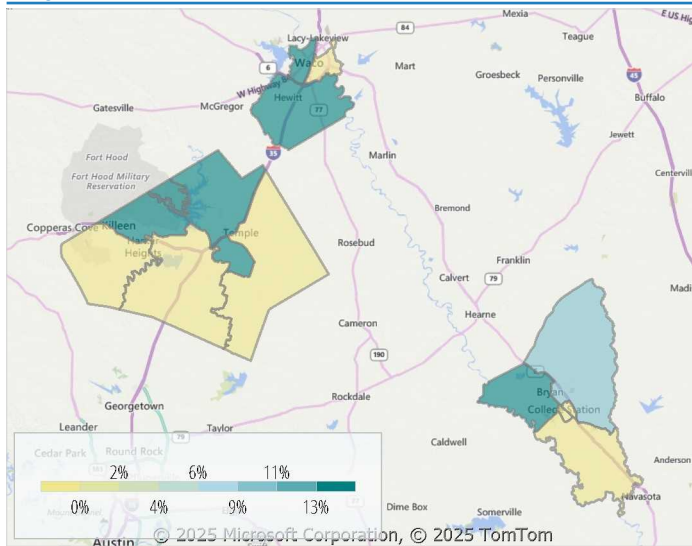 Mexia
E US Hig
84
Teague
Lacy-Lakeview
6
Waco
Mart
45
Groesbeck
Personville
W Highway 84
Hewitt
Buffalo
Gatesville
McGregor
77
Jewett
35
Marlin
Fort Hood
Fort Hood Military
Reservation
Centervill
Bremond
Copperas Cove
Killeen
Temple
Harker
Heights
Rosebud
Franklin
Calvert
79
Madi
Hearne
Cameron
190
Bryan
Rockdale
Georgetown
College Station
Leander
79
Taylor
Caldwell
Cedar Park
Round Rock
Anderson
2%
6%
11%
0%
4%
9%
13%
77
Navasota
Dime Box
Somerville
Austin
© 2025 Microsoft Corporation, © 2025 TomTom